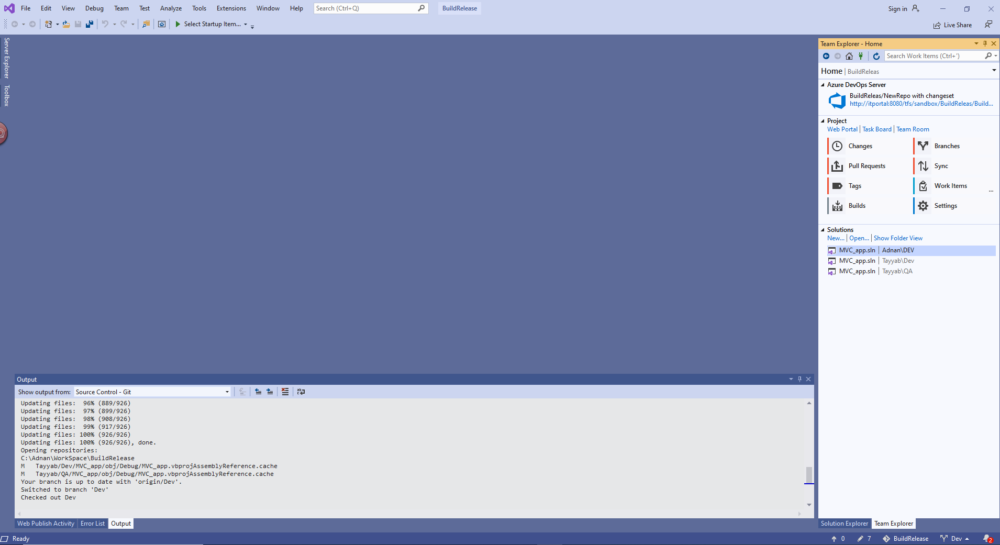 File Edit View Debug Team Test Analyze Tools Extensions Window Help Search (Ctrl+Q) BuildRelease Sign in
Select Startup Item... Live Share
Server Explorer
Toolbox
Team Explorer - Home
Search Work Items (Ctrl+')
Home | BuildReleas
Azure DevOps Server
BuildReleas/NewRepo with changeset
http://itportal:8080/tfs/sandbox/BuildReleas/Build...
Project
Web Portal | Task Board | Team Room
Changes Branches
Pull Requests Sync
Tags Work Items
...
Builds Settings
Solutions
New... | Open... | Show Folder View
MVC_app.sln | Adnan\DEV
MVC_app.sln | Tayyab\Dev
MVC_app.sln | Tayyab\QA
Output
Show output from: Source Control - Git
Updating files:  96% (889/926)
Updating files:  97% (899/926)
Updating files:  98% (908/926)
Updating files:  99% (917/926)
Updating files: 100% (926/926)
Updating files: 100% (926/926), done.
Opening repositories:
C:\Adnan\WorkSpace\BuildRelease
M   Tayyab/Dev/MVC_app/obj/Debug/MVC_app.vbprojAssemblyReference.cache
M   Tayyab/QA/MVC_app/obj/Debug/MVC_app.vbprojAssemblyReference.cache
Your branch is up to date with 'origin/Dev'.
Switched to branch 'Dev'
Checked out Dev
Web Publish Activity Error List Output
Solution Explorer Team Explorer
Ready 0 7 BuildRelease Dev 2